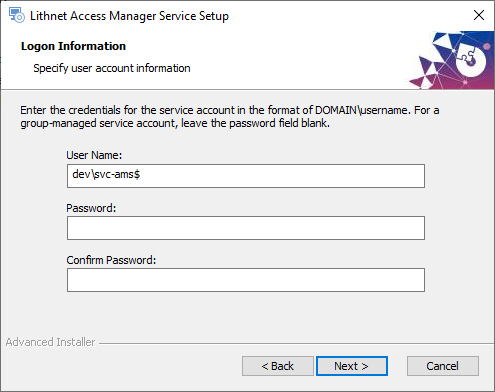 Lithnet Access Manager Service Setup
Logon Information
Specify user account information
Enter the credentials for the service account in the format of DOMAIN\username. For a
group-managed service account, leave the password field blank.
User Name:
dev\svc-ams$
Password:
Confirm Password:
Advanced Installer
< Back
Next >
Cancel